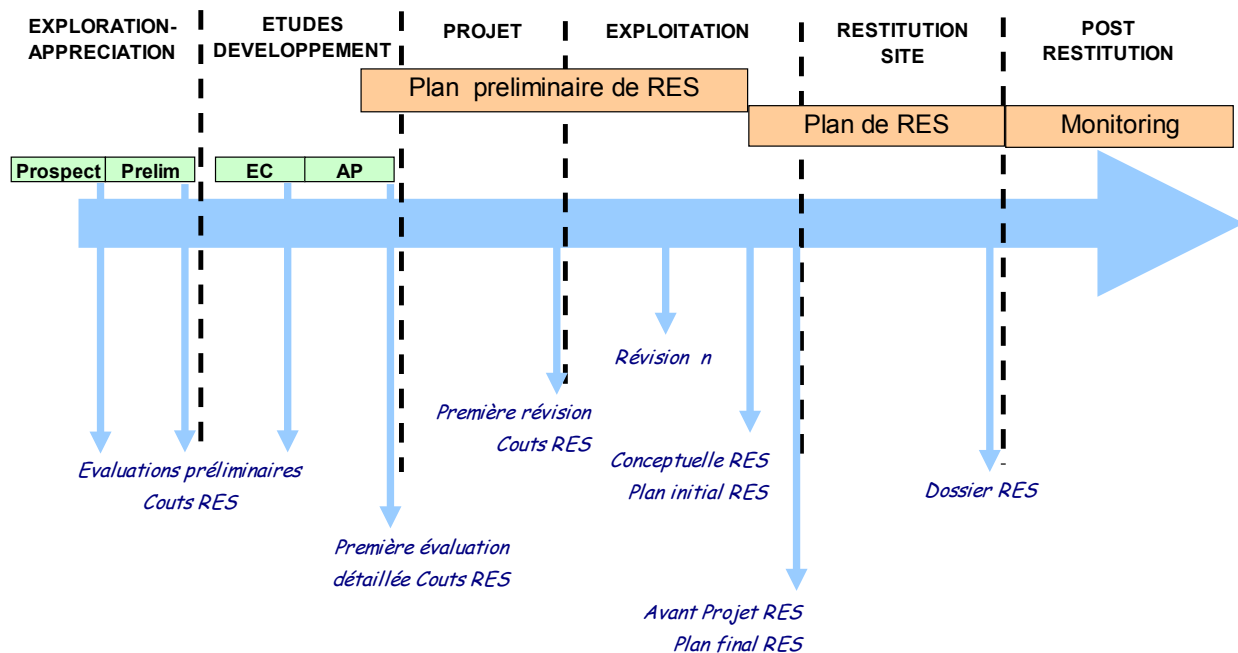 EXPLORATION-
APPRECIATION
ETUDES
DEVELOPPEMENT
PROJET
EXPLOITATION
RESTITUTION
SITE
POST
RESTITUTION
Plan preliminaire de RES
Plan de RES
Monitoring
Prospect
Prelim
EC
AP
Révision n
Première révision
Couts RES
Evaluations préliminaires
Couts RES
Conceptuelle RES
Plan initial RES
Dossier RES
Première évaluation
détaillée Couts RES
Avant Projet RES
Plan final RES